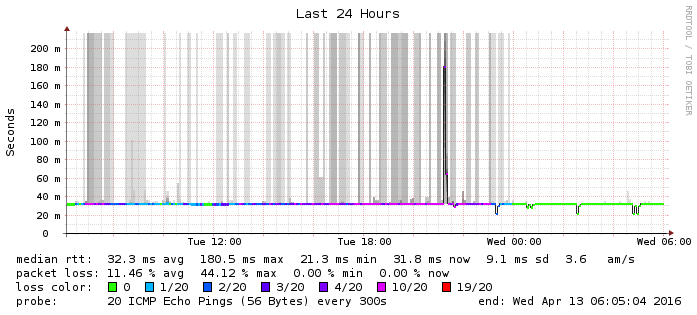 Last 24 Hours
RRDTOOL / TOBI OETIKER
Seconds
200 m
180 m
160 m
140 m
120 m
100 m
80 m
60 m
40 m
20 m
0
Tue 12:00 Tue 18:00 Wed 00:00 Wed 06:00
median rtt: 32.3 ms avg 180.5 ms max 21.3 ms min 31.8 ms now 9.1 ms sd 3.6 am/s
packet loss: 11.46 % avg 44.12 % max 0.00 % min 0.00 % now
loss color: 0 1/20 2/20 3/20 4/20 10/20 19/20
probe: 20 ICMP Echo Pings (56 Bytes) every 300s end: Wed Apr 13 06:05:04 2016